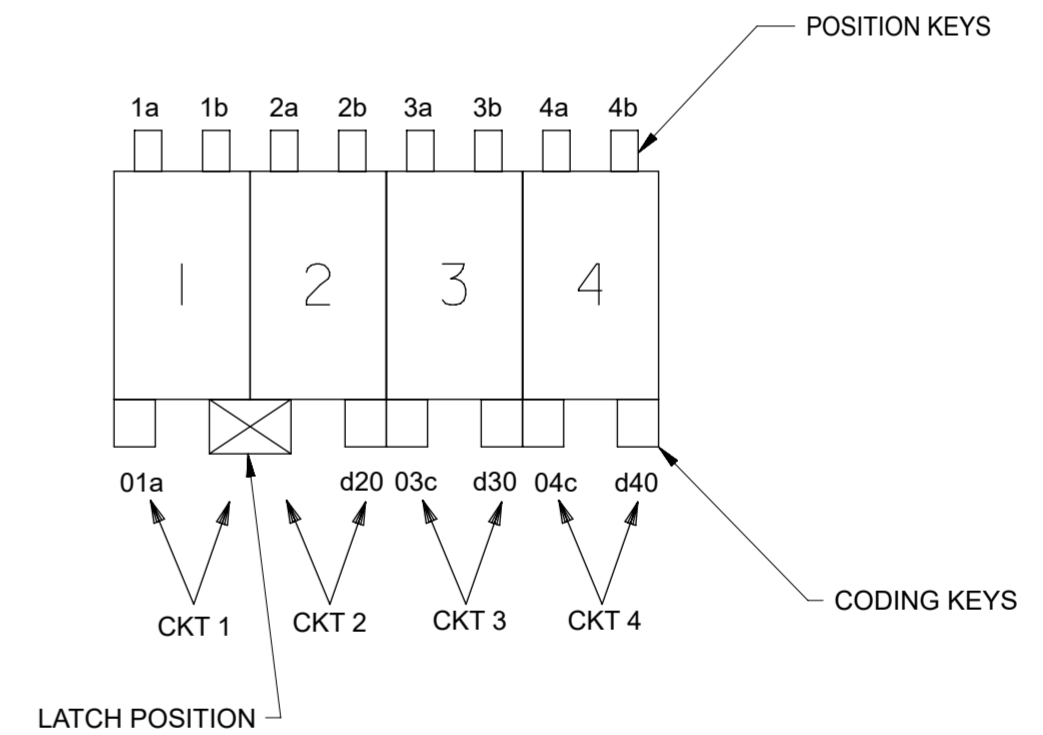 POSITION KEYS
1a 1b 2a 2b 3a 3b 4a 4b
1 2 3 4
01a d20 03c d30 04c d40
CKT 1 CKT 2 CKT 3 CKT 4
CODING KEYS
LATCH POSITION